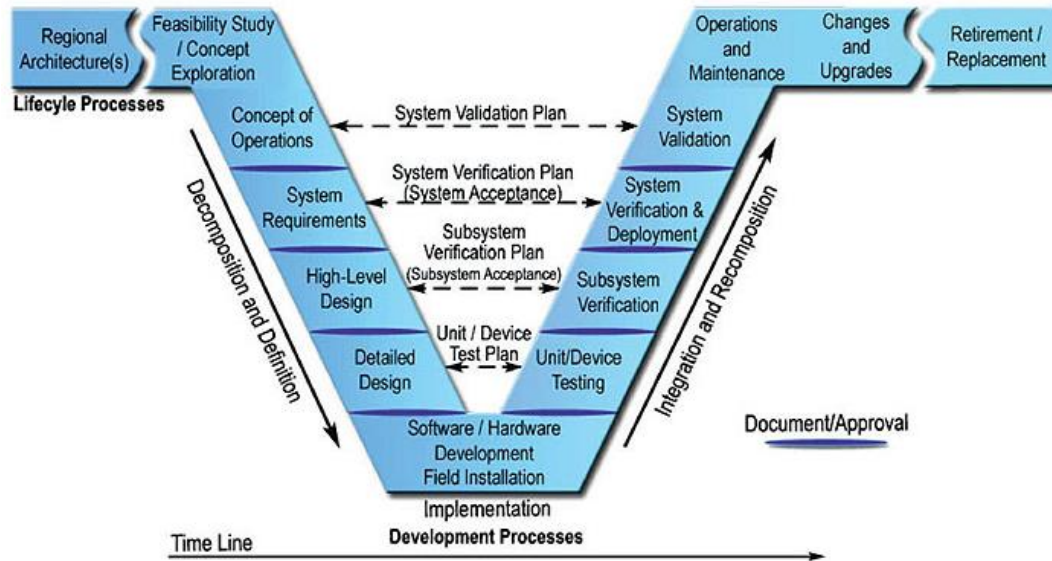 Regional
Architecture(s)
Feasibility Study
/ Concept
Exploration
Operations
and
Maintenance
Changes
and
Upgrades
Retirement /
Replacement
Lifecyle Processes
Concept of
Operations
System Validation Plan
System
Validation
System
Requirements
System Verification Plan
(System Acceptance)
System
Verification &
Deployment
High-Level
Design
Subsystem
Verification Plan
(Subsystem Acceptance)
Subsystem
Verification
Detailed
Design
Unit / Device
Test Plan
Unit/Device
Testing
Decomposition and Definition
Integration and Recomposition
Software / Hardware
Development
Field Installation
Document/Approval
Implementation
Development Processes
Time Line